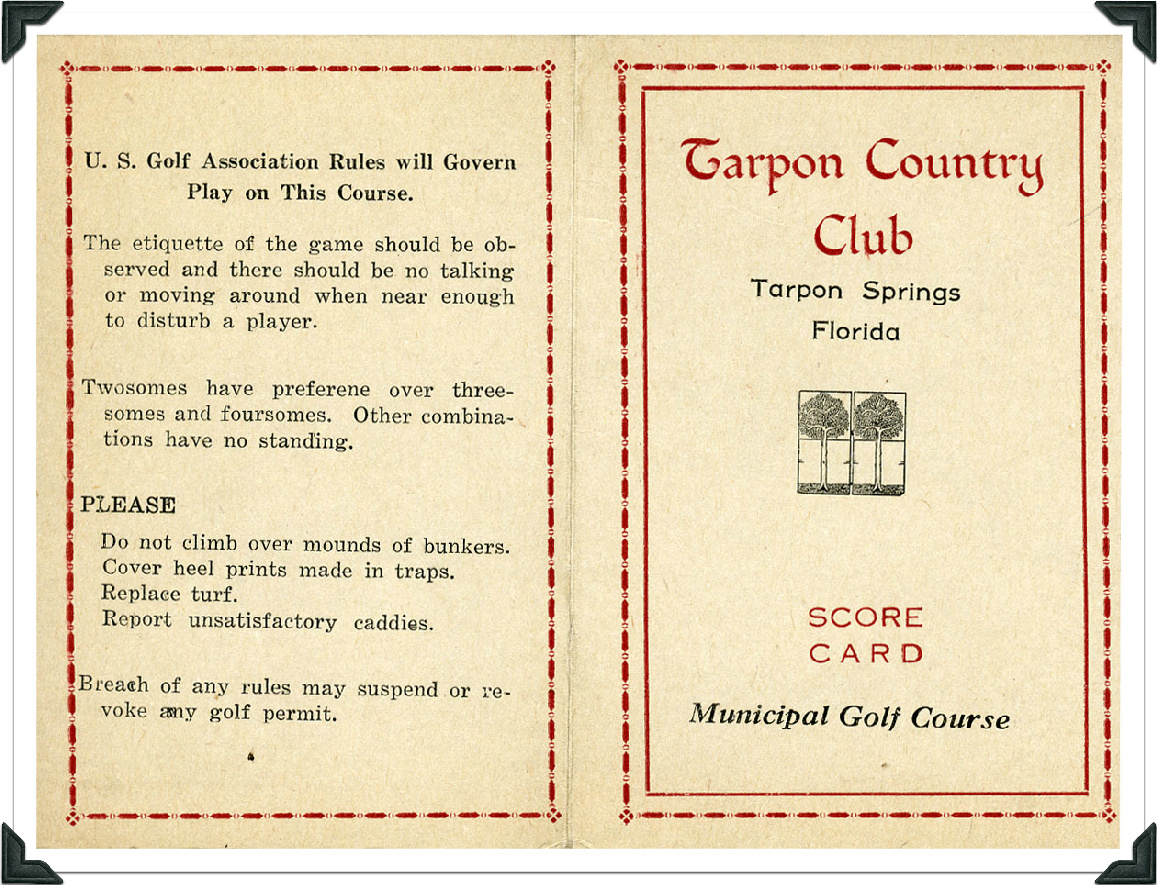 U. S. Golf Association Rules will Govern
Play on This Course.
The etiquette of the game should be ob-
served and there should be no talking
or moving around when near enough
to disturb a player.
Twosomes have preferene over three-
somes and foursomes. Other combina-
tions have no standing.
PLEASE
Do not climb over mounds of bunkers.
Cover heel prints made in traps.
Replace turf.
Report unsatisfactory caddies.
Breach of any rules may suspend or re-
voke any golf permit.
Tarpon Country
Club
Tarpon Springs
Florida
SCORE
CARD
Municipal Golf Course